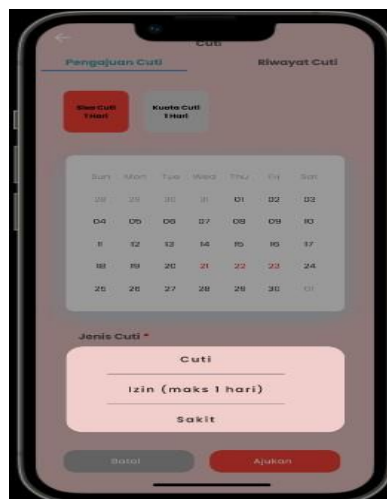 Cuti
Pengajuan Cuti Riwayat Cuti
Sisa Cuti Kuota Cuti
1 Hari 1 Hari
Sun Mon Tue Wed Thu Fri Sat
28 29 30 31 01 02 03
04 05 06 07 08 09 10
11 12 13 14 15 16 17
18 19 20 21 22 23 24
25 26 27 28 29 30 01
Jenis Cuti *
Cuti
Izin (maks 1 hari)
Sakit
Batal Ajukan